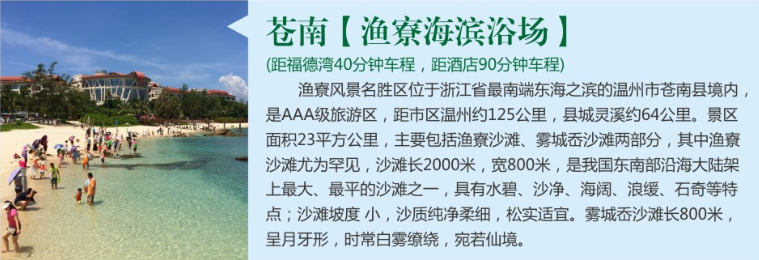 苍南【渔寮海滨浴场】
(距福德湾40分钟车程，距酒店90分钟车程)
渔寮风景名胜区位于浙江省最南端东海之滨的温州市苍南县境内，
是AAA级旅游区，距市区温州约125公里，县城灵溪约64公里。景区
面积23平方公里，主要包括渔寮沙滩、雾城岙沙滩两部分，其中渔寮
沙滩尤为罕见，沙滩长2000米，宽800米，是我国东南部沿海大陆架
上最大、最平的沙滩之一，具有水碧、沙净、海阔、浪缓、石奇等特
点；沙滩坡度 小，沙质纯净柔细，松实适宜。雾城岙沙滩长800米，
呈月牙形，时常白雾缭绕，宛若仙境。